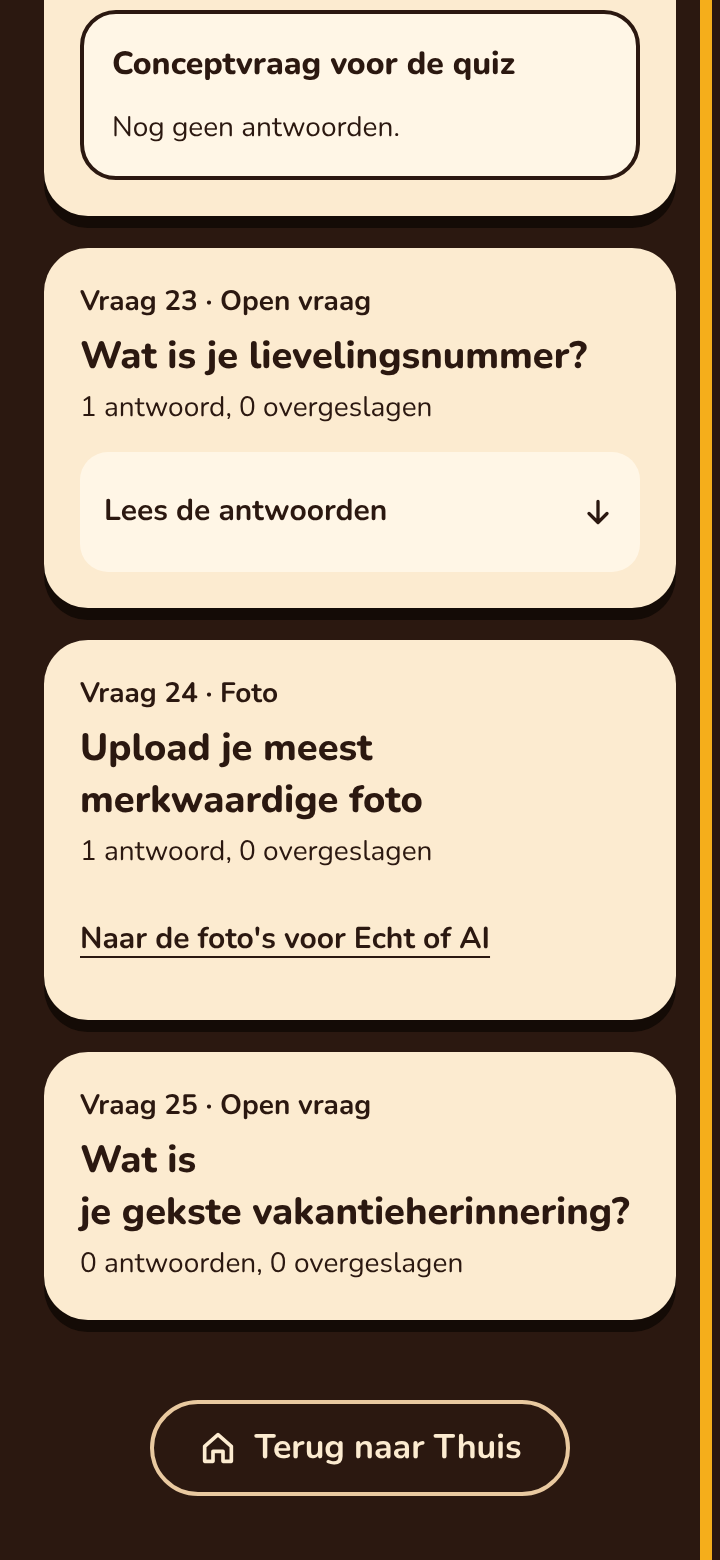 Conceptvraag voor de quiz
Nog geen antwoorden.
Vraag 23 · Open vraag
Wat is je lievelingsnummer?
1 antwoord, 0 overgeslagen
Lees de antwoorden
Vraag 24 · Foto
Upload je meest
merkwaardige foto
1 antwoord, 0 overgeslagen
Naar de foto's voor Echt of AI
Vraag 25 · Open vraag
Wat is
je gekste vakantieherinnering?
0 antwoorden, 0 overgeslagen
Terug naar Thuis